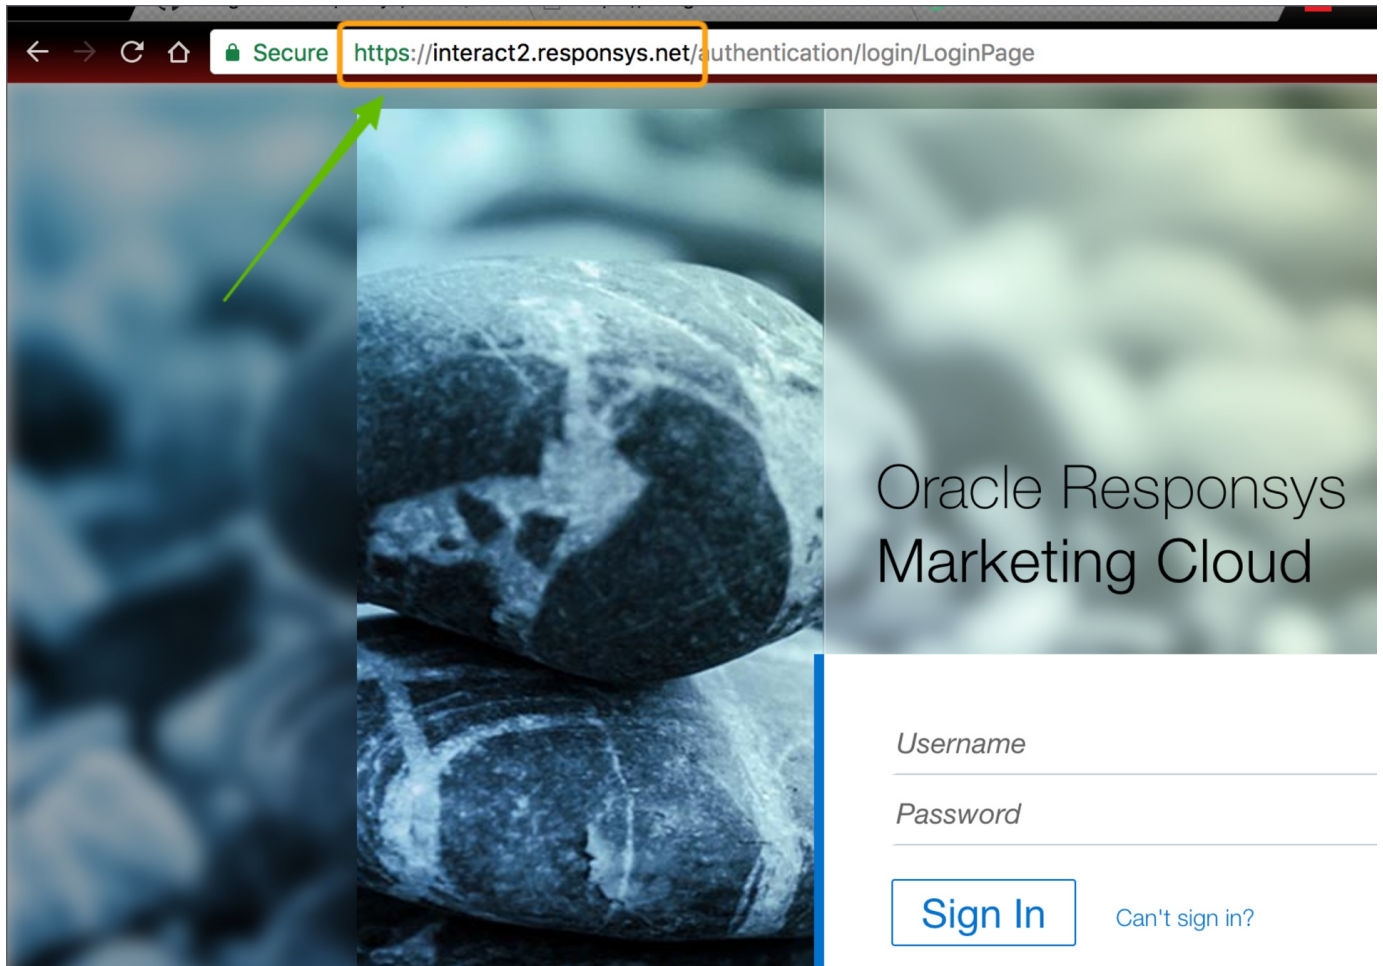 Secure https://interact2.responsys.net/authentication/login/LoginPage
Oracle Responsys
Marketing Cloud
Username
Password
Sign In
Can't sign in?